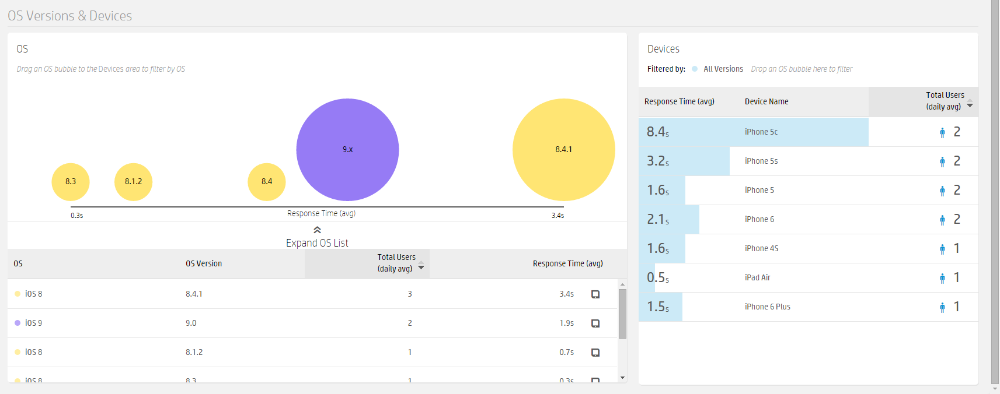 OS Versions & Devices
OS
Drag an OS bubble to the Devices area to filter by OS
8.3
8.1.2
8.4
9.x
8.4.1
0.3s
Response Time (avg)
3.4s
Expand OS List
OS
OS Version
Total Users
(daily avg)
Response Time (avg)
iOS 8
8.4.1
3
3.4s
iOS 9
9.0
2
1.9s
iOS 8
8.1.2
1
0.7s
iOS 8
8.3
1
0.3s
Devices
Filtered by:
All Versions
Drop an OS bubble here to filter
Response Time (avg)
Device Name
Total Users
(daily avg)
8.4s
iPhone 5c
2
3.2s
iPhone 5s
2
1.6s
iPhone 5
2
2.1s
iPhone 6
2
1.6s
iPhone 4S
1
0.5s
iPad Air
1
1.5s
iPhone 6 Plus
1